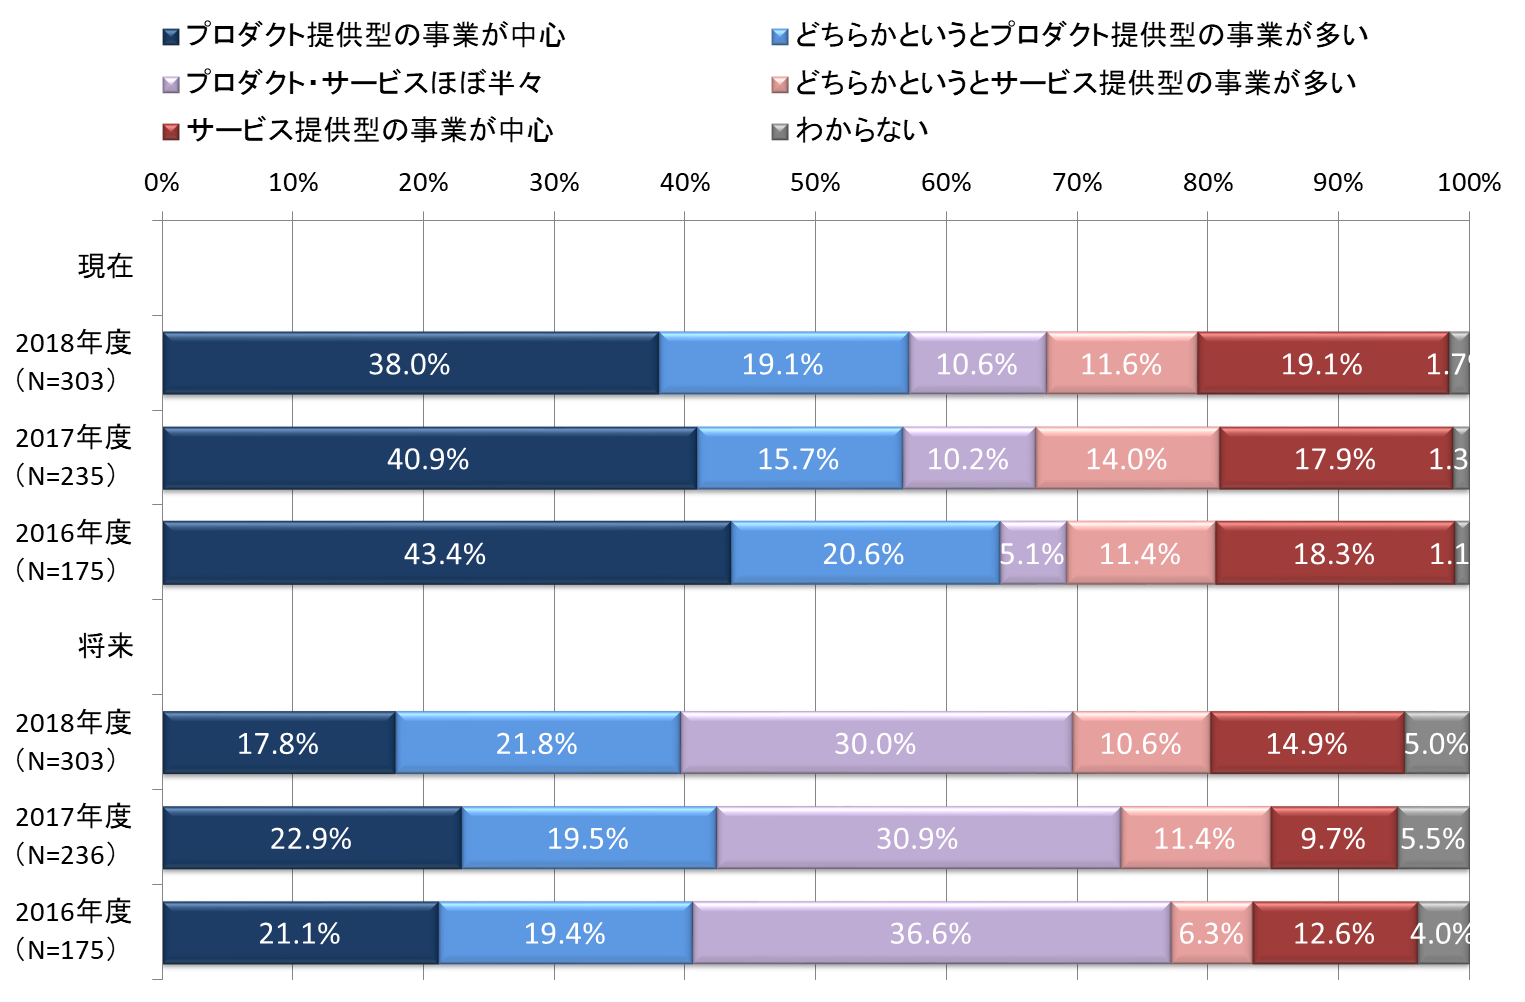 プロダクト提供型の事業が中心
どちらかというとプロダクト提供型の事業が多い
プロダクト・サービスほぼ半々
どちらかというとサービス提供型の事業が多い
サービス提供型の事業が中心
わからない
0% 10% 20% 30% 40% 50% 60% 70% 80% 90% 100%
現在
2018年度
（N=303）
38.0% 19.1% 10.6% 11.6% 19.1% 1.7%
2017年度
（N=235）
40.9% 15.7% 10.2% 14.0% 17.9% 1.3
2016年度
（N=175）
43.4% 20.6% 5.1% 11.4% 18.3% 1.1
将来
2018年度
（N=303）
17.8% 21.8% 30.0% 10.6% 14.9% 5.0%
2017年度
（N=236）
22.9% 19.5% 30.9% 11.4% 9.7% 5.5%
2016年度
（N=175）
21.1% 19.4% 36.6% 6.3% 12.6% 4.0%